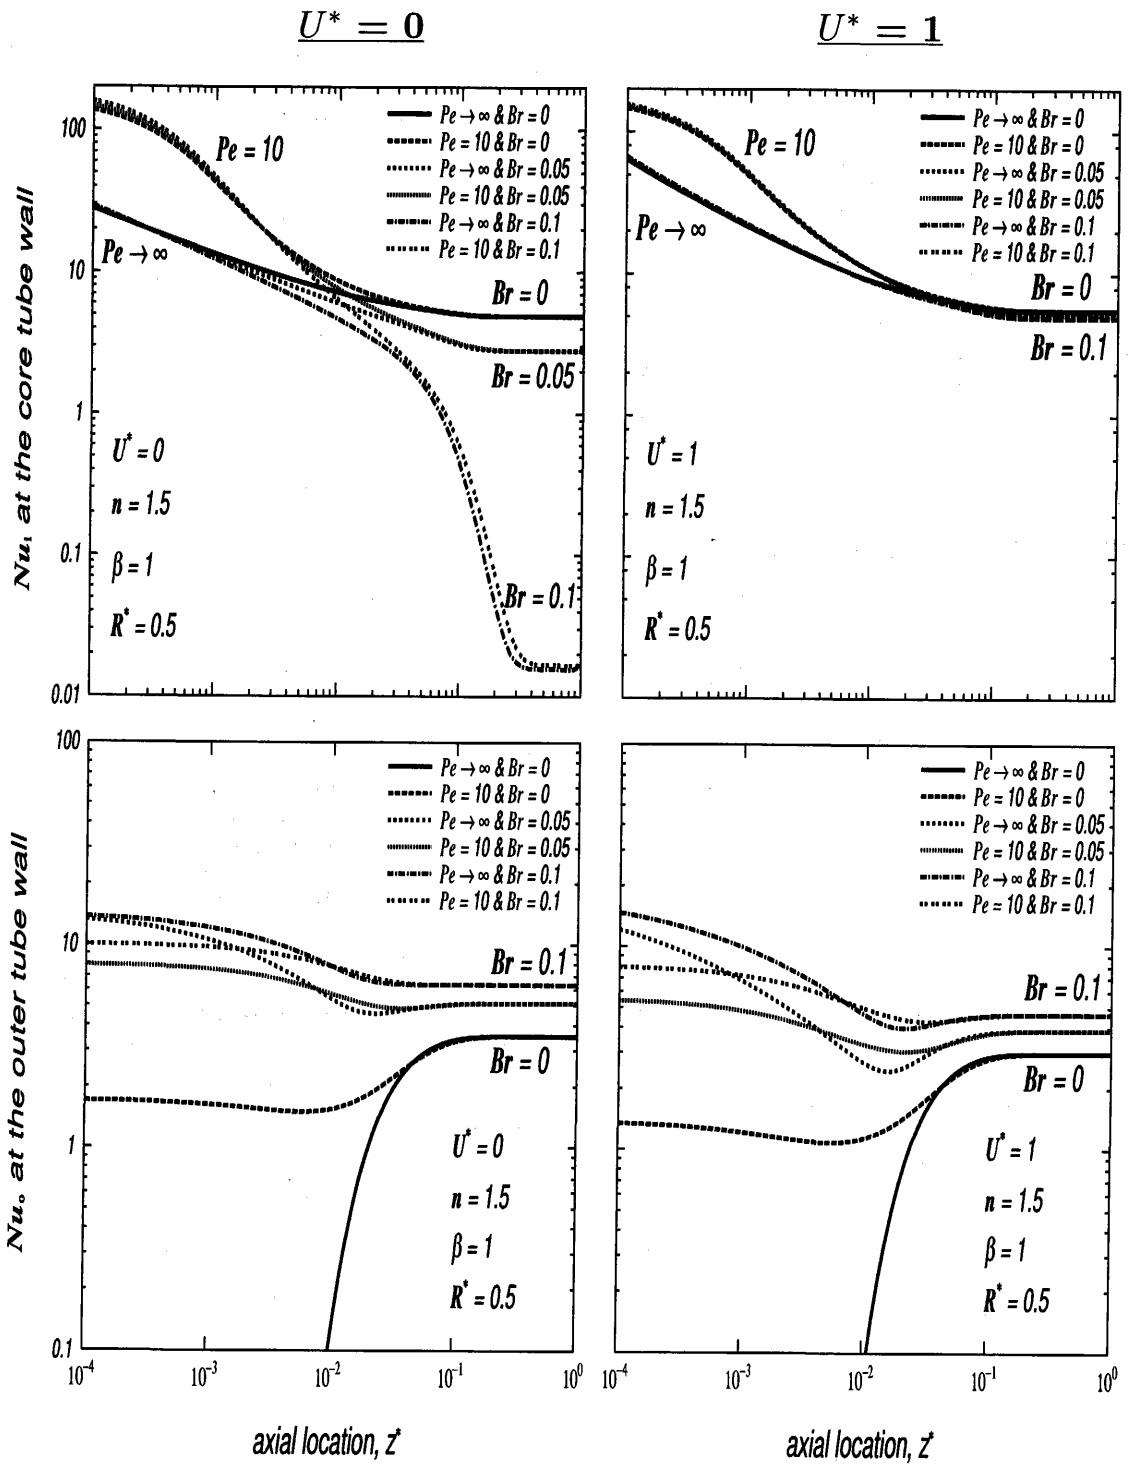 U* = 0
U* = 1
Nu₁ at the core tube wall
100
10
1
0.1
0.01
Pe → ∞ & Br = 0
Pe = 10 & Br = 0
Pe → ∞ & Br = 0.05
Pe = 10 & Br = 0.05
Pe → ∞ & Br = 0.1
Pe = 10 & Br = 0.1
Pe = 10
Pe → ∞
Br = 0
Br = 0.05
Br = 0.1
U* = 0
n = 1.5
β = 1
R* = 0.5
Pe → ∞ & Br = 0
Pe = 10 & Br = 0
Pe → ∞ & Br = 0.05
Pe = 10 & Br = 0.05
Pe → ∞ & Br = 0.1
Pe = 10 & Br = 0.1
Pe = 10
Pe → ∞
Br = 0
Br = 0.1
U* = 1
n = 1.5
β = 1
R* = 0.5
Nuₒ at the outer tube wall
100
10
1
0.1
Pe → ∞ & Br = 0
Pe = 10 & Br = 0
Pe → ∞ & Br = 0.05
Pe = 10 & Br = 0.05
Pe → ∞ & Br = 0.1
Pe = 10 & Br = 0.1
Br = 0.1
Br = 0
U* = 0
n = 1.5
β = 1
R* = 0.5
10⁻⁴ 10⁻³ 10⁻² 10⁻¹ 10⁰
axial location, z*
Pe → ∞ & Br = 0
Pe = 10 & Br = 0
Pe → ∞ & Br = 0.05
Pe = 10 & Br = 0.05
Pe → ∞ & Br = 0.1
Pe = 10 & Br = 0.1
Br = 0.1
Br = 0
U* = 1
n = 1.5
β = 1
R* = 0.5
10⁻⁴ 10⁻³ 10⁻² 10⁻¹ 10⁰
axial location, z*